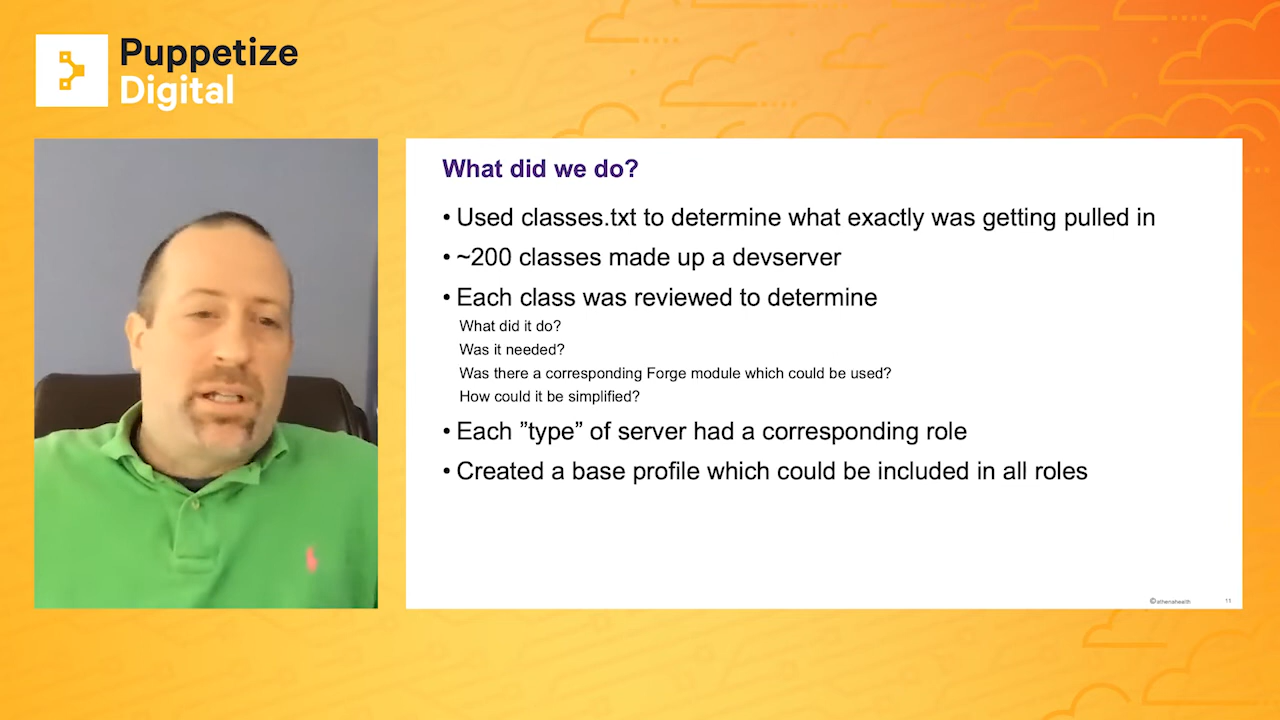 Puppetize
Digital
What did we do?
• Used classes.txt to determine what exactly was getting pulled in
• ~200 classes made up a devserver
• Each class was reviewed to determine
What did it do?
Was it needed?
Was there a corresponding Forge module which could be used?
How could it be simplified?
• Each ”type” of server had a corresponding role
• Created a base profile which could be included in all roles
©athenahealth
11